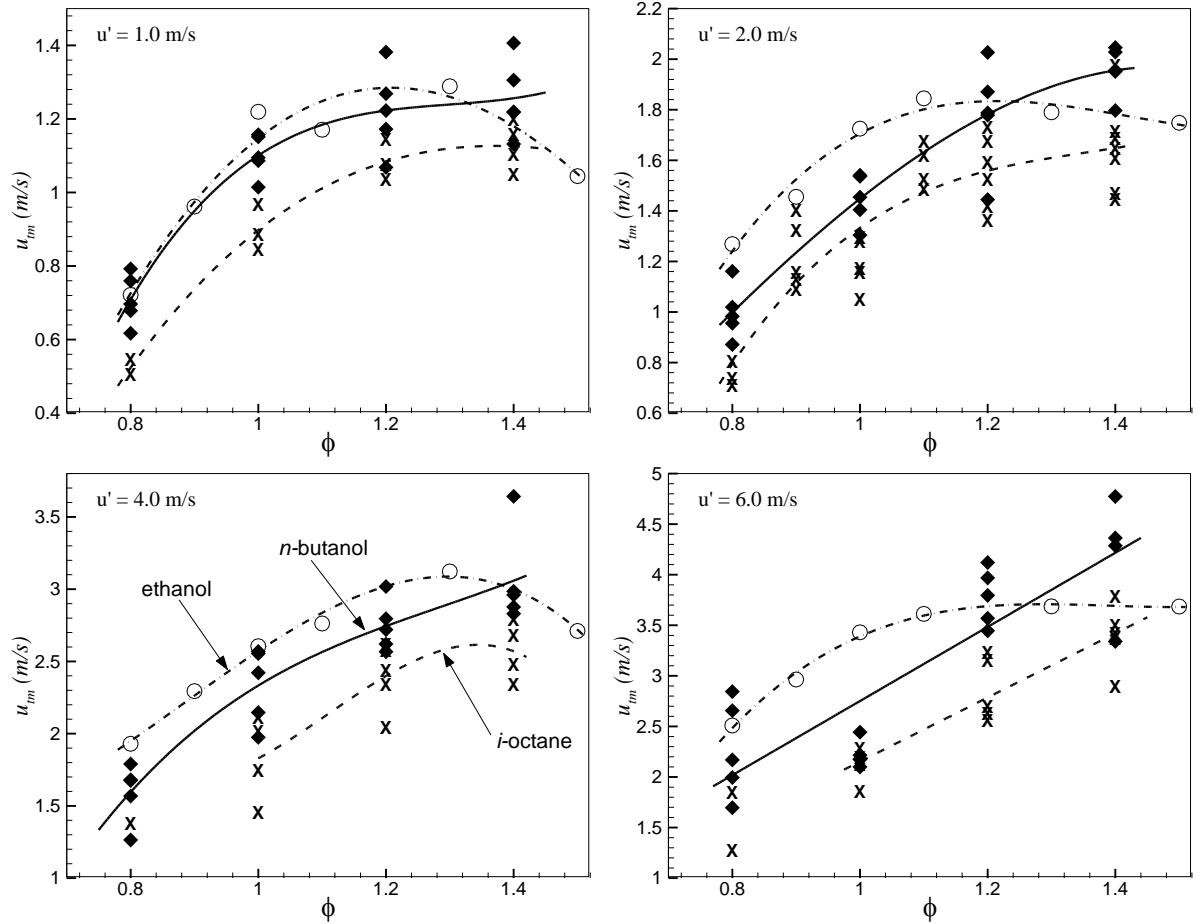 u' = 1.0 m/s
1.4
1.2
1
0.8
0.6
0.4
u_tm (m/s)
0.8 1 1.2 1.4
ϕ
u' = 2.0 m/s
2.2
2
1.8
1.6
1.4
1.2
1
0.8
0.6
u_tm (m/s)
0.8 1 1.2 1.4
ϕ
u' = 4.0 m/s
3.5
3
2.5
2
1.5
1
u_tm (m/s)
n-butanol
ethanol
i-octane
0.8 1 1.2 1.4
ϕ
u' = 6.0 m/s
5
4.5
4
3.5
3
2.5
2
1.5
1
u_tm (m/s)
0.8 1 1.2 1.4
ϕ